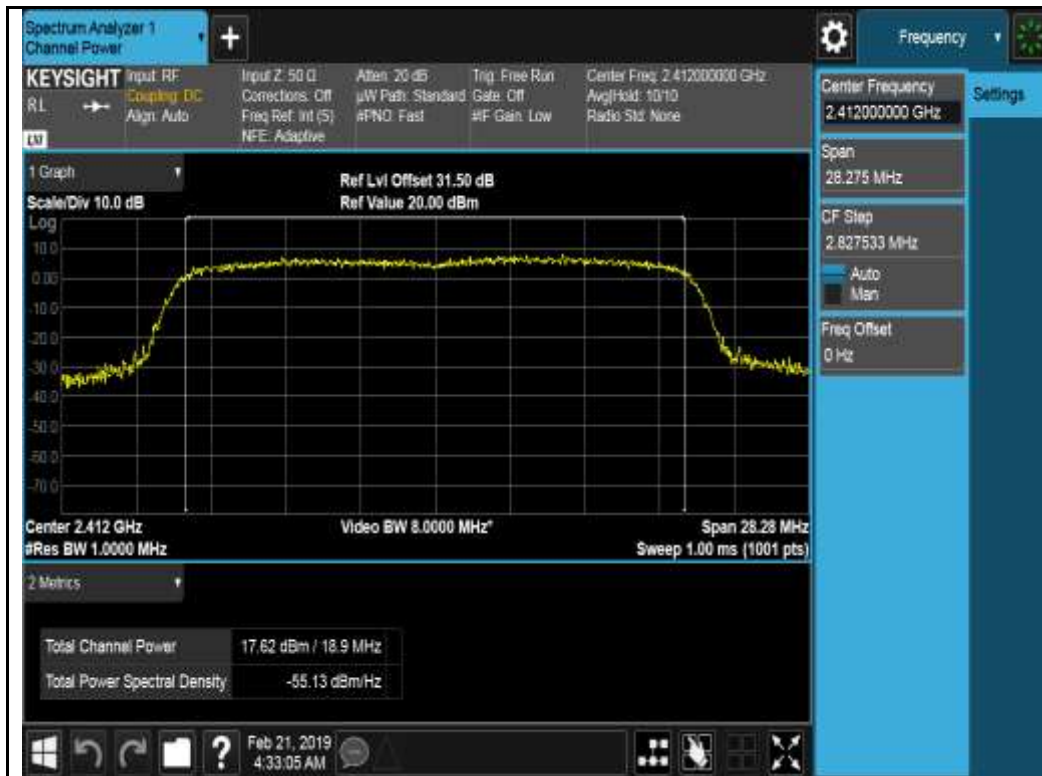 Spectrum Analyzer 1
Channel Power
Frequency
KEYSIGHT
Input: RF
Coupling: DC
Align: Auto
RL
LXI
Input Z: 50 Ω
Corrections: Off
Freq Ref: Int (S)
NFE: Adaptive
Atten: 20 dB
µW Path: Standard
#PNO: Fast
Trig: Free Run
Gate: Off
#IF Gain: Low
Center Freq: 2.412000000 GHz
Avg|Hold: 10/10
Radio Std: None
Center Frequency
2.412000000 GHz
Settings
Span
28.275 MHz
CF Step
2.827533 MHz
Auto
Man
Freq Offset
0 Hz
1 Graph
Scale/Div 10.0 dB
Ref Lvl Offset 31.50 dB
Ref Value 20.00 dBm
Log
10.0
0.00
-10.0
-20.0
-30.0
-40.0
-50.0
-60.0
-70.0
Center 2.412 GHz
#Res BW 1.0000 MHz
Video BW 8.0000 MHz*
Span 28.28 MHz
Sweep 1.00 ms (1001 pts)
2 Metrics
Total Channel Power
17.62 dBm / 18.9 MHz
Total Power Spectral Density
-55.13 dBm/Hz
?
Feb 21, 2019
4:33:05 AM